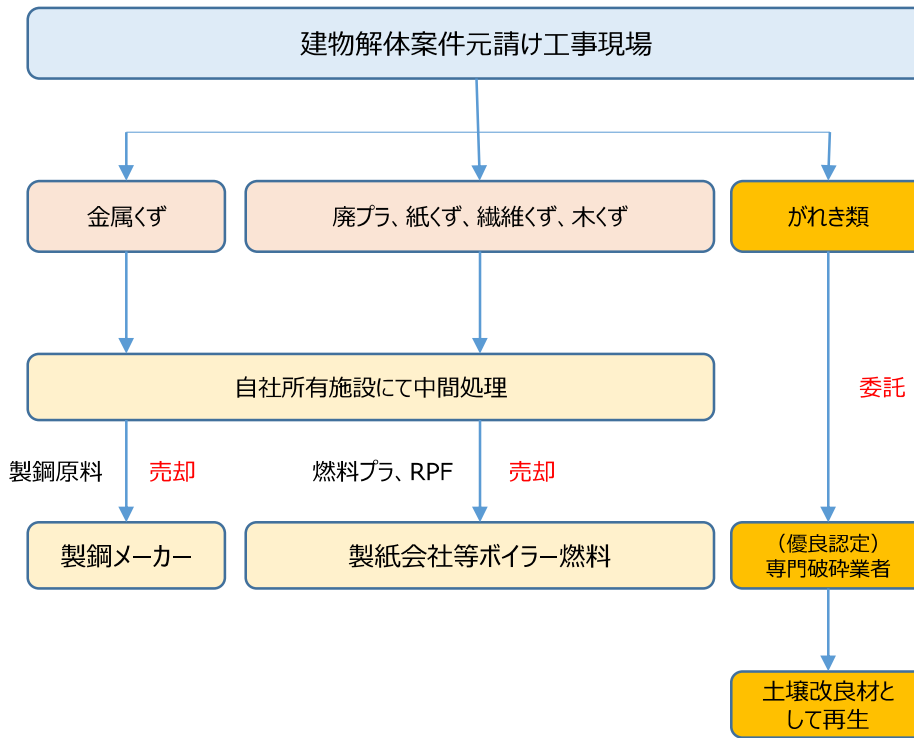 建物解体案件元請け工事現場
金属くず
廃プラ、紙くず、繊維くず、木くず
がれき類
自社所有施設にて中間処理
委託
製鋼原料
売却
燃料プラ、RPF
売却
製鋼メーカー
製紙会社等ボイラー燃料
（優良認定）
専門破砕業者
土壌改良材と
して再生